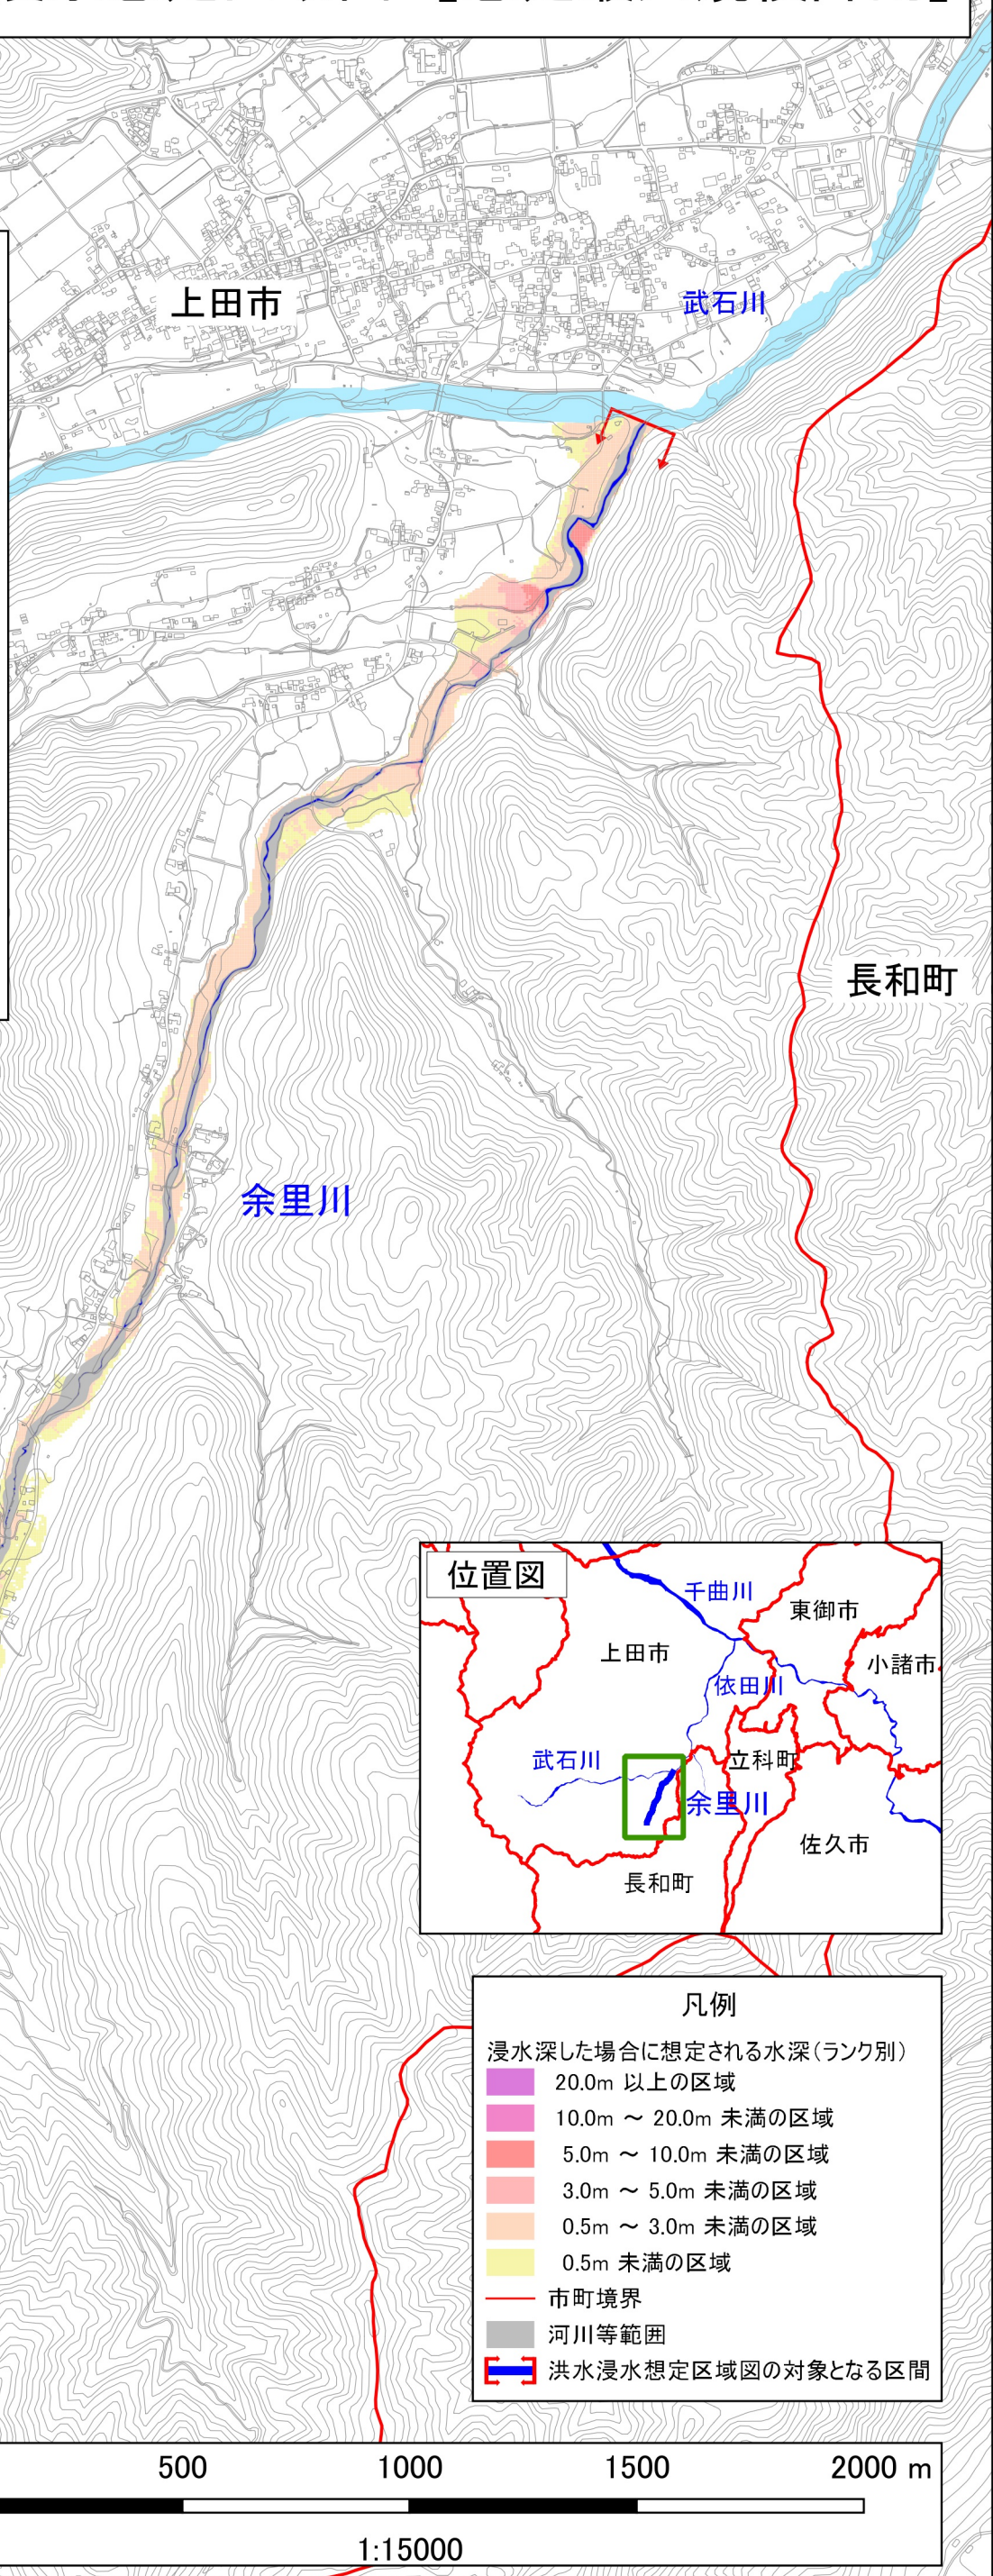 上田市
武石川
長和町
余里川
位置図
千曲川
東御市
上田市
小諸市
依田川
武石川
立科町
余里川
佐久市
長和町
凡例
浸水深した場合に想定される水深(ランク別)
20.0m 以上の区域
10.0m ～ 20.0m 未満の区域
5.0m ～ 10.0m 未満の区域
3.0m ～ 5.0m 未満の区域
0.5m ～ 3.0m 未満の区域
0.5m 未満の区域
市町境界
河川等範囲
洪水浸水想定区域図の対象となる区間
500 1000 1500 2000 m
1:15000